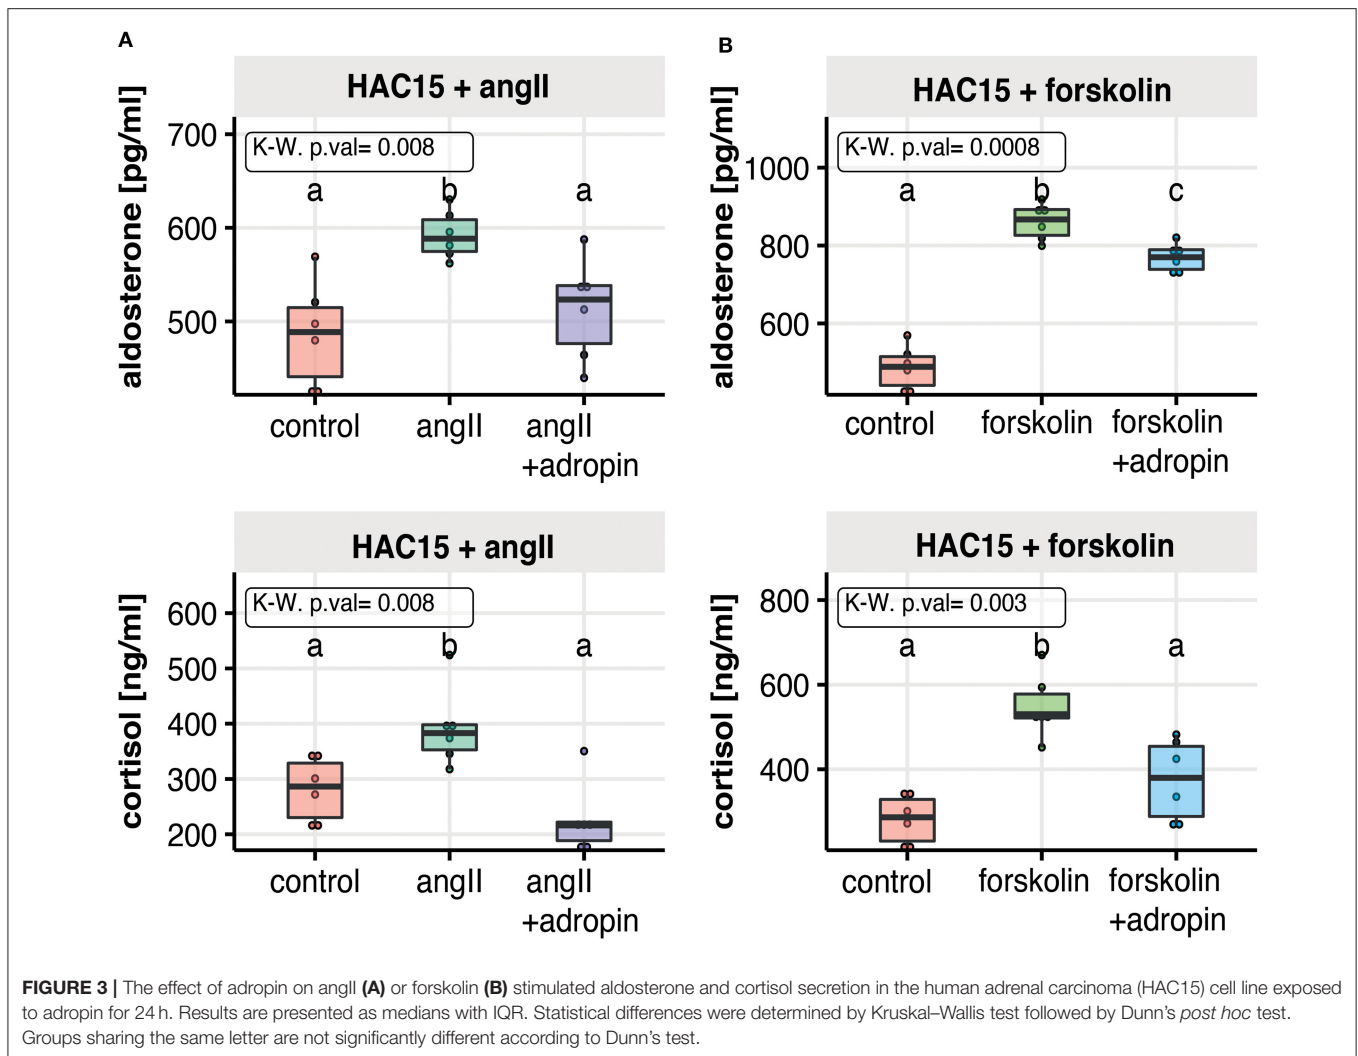 A
HAC15 + angII
aldosterone [pg/ml]
700
600
500
K-W. p.val= 0.008
a b a
control angII angII
+adropin
B
HAC15 + forskolin
aldosterone [pg/ml]
1000
800
600
K-W. p.val= 0.0008
a b c
control forskolin forskolin
+adropin
HAC15 + angII
cortisol [ng/ml]
600
500
400
300
200
K-W. p.val= 0.008
a b a
control angII angII
+adropin
HAC15 + forskolin
cortisol [ng/ml]
800
600
400
K-W. p.val= 0.003
a b a
control forskolin forskolin
+adropin
FIGURE 3 | The effect of adropin on angII (A) or forskolin (B) stimulated aldosterone and cortisol secretion in the human adrenal carcinoma (HAC15) cell line exposed
to adropin for 24 h. Results are presented as medians with IQR. Statistical differences were determined by Kruskal–Wallis test followed by Dunn's post hoc test.
Groups sharing the same letter are not significantly different according to Dunn's test.